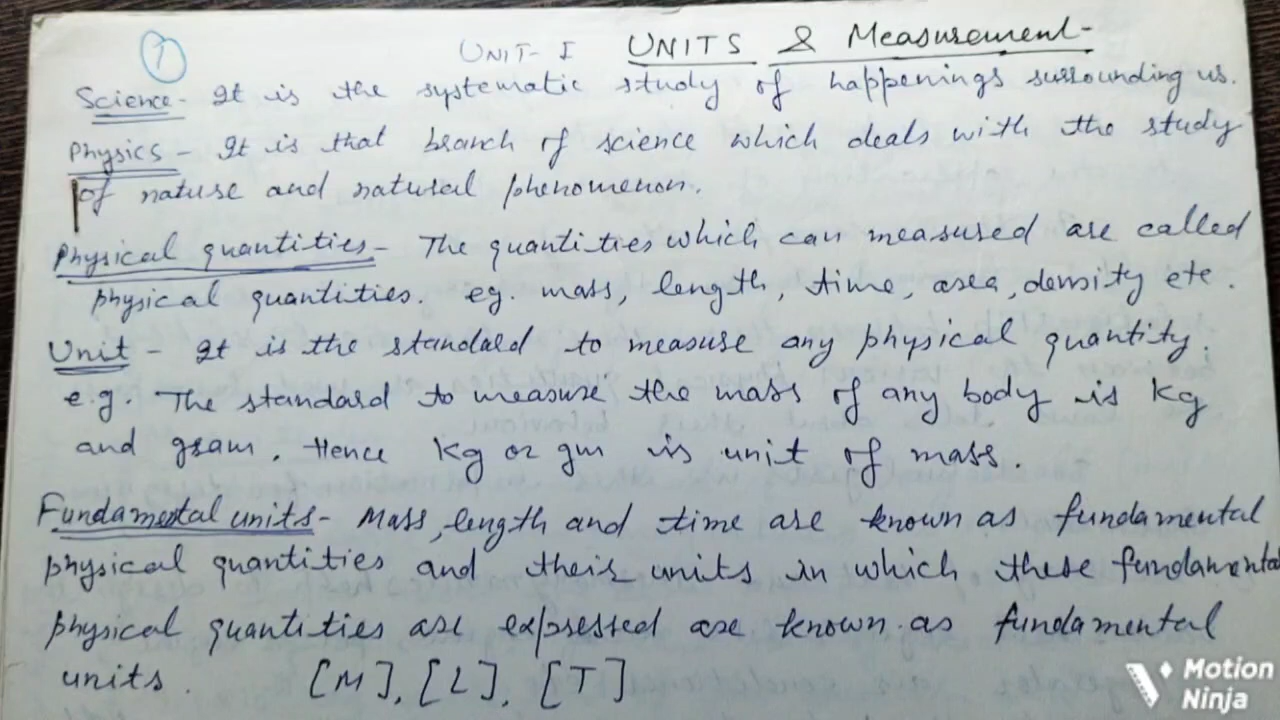 1
UNIT-I UNITS & Measurement-
Science- It is the systematic study of happenings surrounding us.
Physics- It is that branch of science which deals with the study
of nature and natural phenomenon.
Physical quantities- The quantities which can measured are called
physical quantities. eg. mass, length, time, area, density etc.
Unit- It is the standard to measure any physical quantity.
e.g. The standard to measure the mass of any body is kg
and gram. Hence kg or gm is unit of mass.
Fundamental units- Mass, length and time are known as fundamental
physical quantities and their units in which these fundamental
physical quantities are expressed are known as fundamental
units. [M], [L], [T]
Motion
Ninja